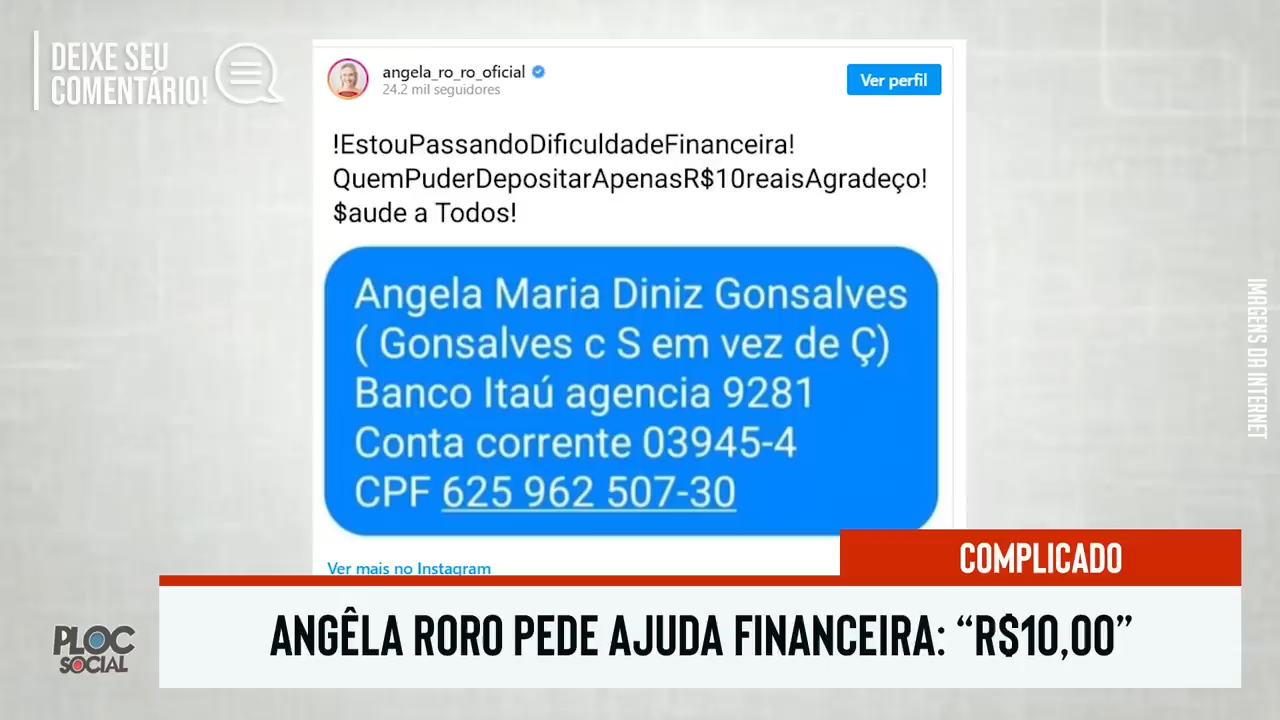 DEIXE SEU
COMENTÁRIO!
angela_ro_ro_oficial
24.2 mil seguidores
Ver perfil
!EstouPassandoDificuldadeFinanceira!
QuemPuderDepositarApenasR$10reaisAgradeço!
$aude a Todos!
Angela Maria Diniz Gonsalves
( Gonsalves c S em vez de Ç)
Banco Itaú agencia 9281
Conta corrente 03945-4
CPF 625 962 507-30
Ver mais no Instagram
IMAGENS DA INTERNET
COMPLICADO
ANGÊLA RORO PEDE AJUDA FINANCEIRA: “R$10,00”
PLOC
SOCIAL